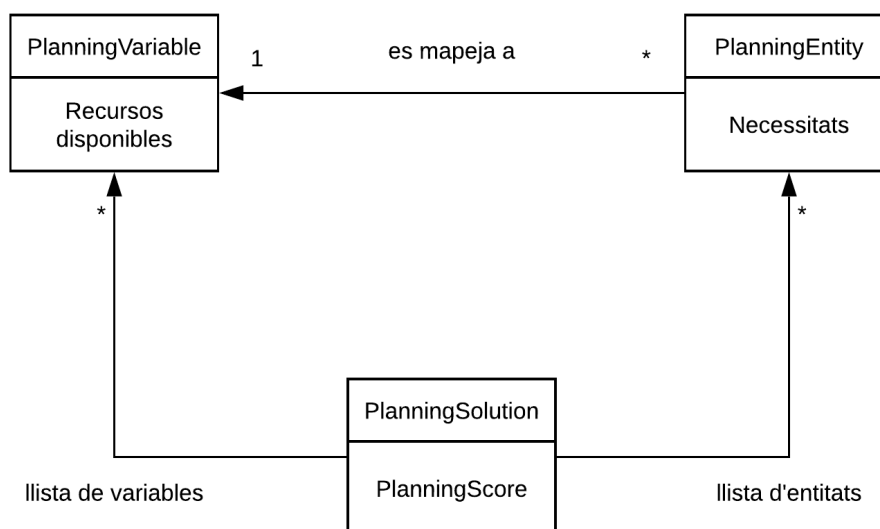 PlanningVariable
1
es mapeja a
*
PlanningEntity
Recursos
disponibles
Necessitats
*
*
PlanningSolution
PlanningScore
llista de variables
llista d'entitats